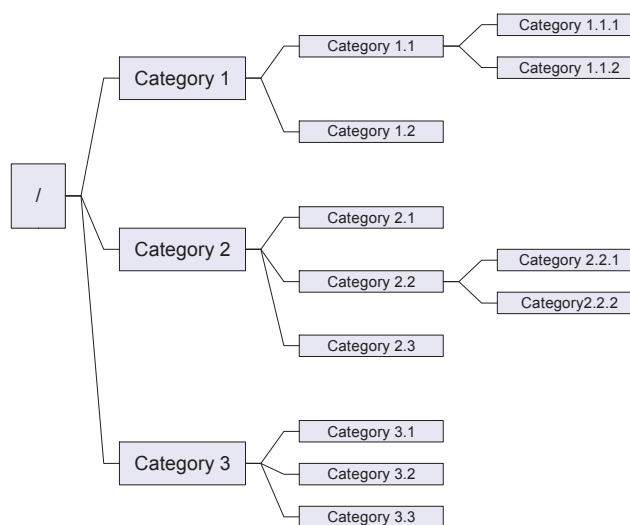 Category 1.1.1
Category 1.1
Category 1.1.2
Category 1
Category 1.2
/
Category 2.1
Category 2
Category 2.2.1
Category 2.2
Category2.2.2
Category 2.3
Category 3.1
Category 3
Category 3.2
Category 3.3